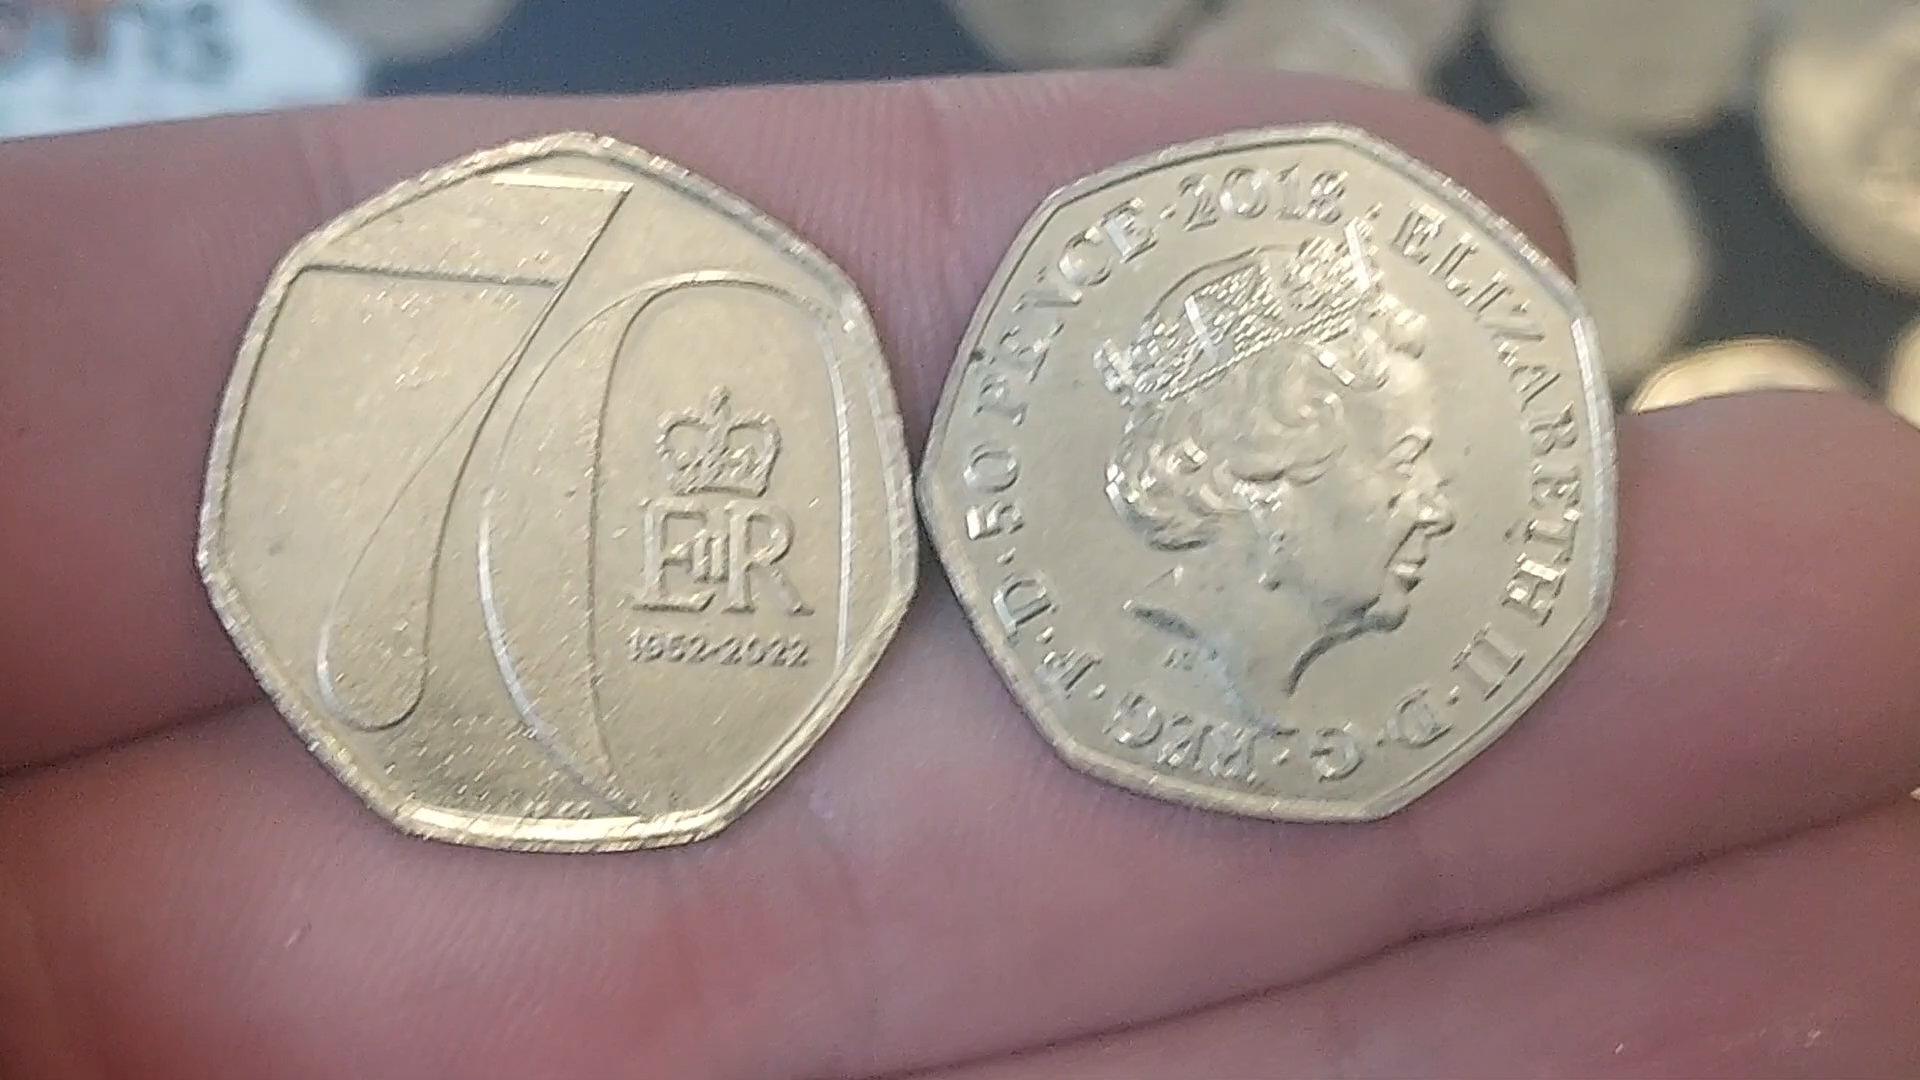 70
EIIR
1952-2022
· ELIZABETH II · D · G · REG · F · D · 50 PENCE · 2018